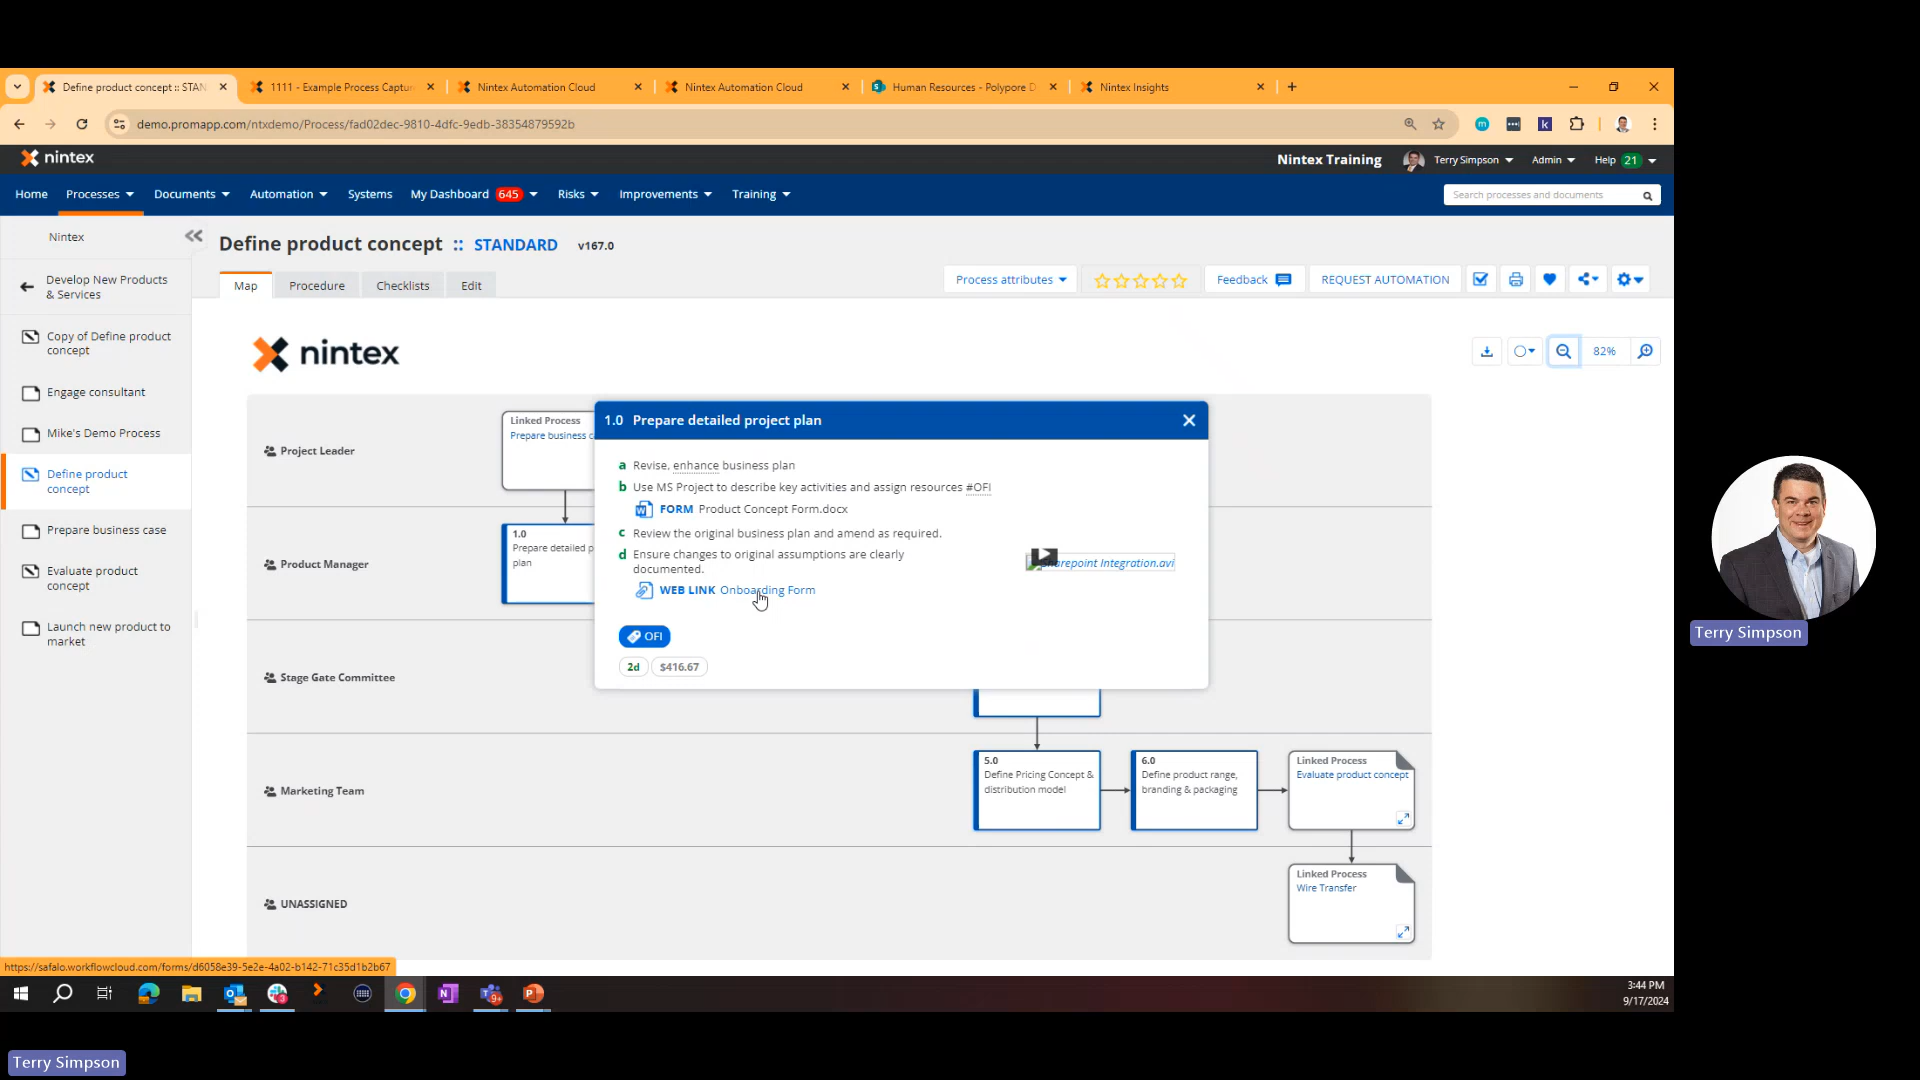 Define product concept :: STAN
1111 - Example Process Captur
Nintex Automation Cloud
Nintex Automation Cloud
Human Resources - Polypore D
Nintex Insights
demo.promapp.com/ntxdemo/Process/fad02dec-9810-4dfc-9edb-38354879592b
nintex
Nintex Training
Terry Simpson
Admin
Help 21
Home
Processes
Documents
Automation
Systems
My Dashboard 645
Risks
Improvements
Training
Search processes and documents
Nintex
Develop New Products
& Services
Copy of Define product
concept
Engage consultant
Mike's Demo Process
Define product
concept
Prepare business case
Evaluate product
concept
Launch new product to
market
Define product concept :: STANDARD v167.0
Map
Procedure
Checklists
Edit
Process attributes
Feedback
REQUEST AUTOMATION
nintex
82%
Project Leader
Product Manager
Stage Gate Committee
Marketing Team
UNASSIGNED
Linked Process
Prepare business c
1.0
Prepare detailed p
plan
1.0 Prepare detailed project plan
a Revise, enhance business plan
b Use MS Project to describe key activities and assign resources #OFI
FORM Product Concept Form.docx
c Review the original business plan and amend as required.
d Ensure changes to original assumptions are clearly
documented.
WEB LINK Onboarding Form
arepoint Integration.avi
OFI
2d
$416.67
5.0
Define Pricing Concept &
distribution model
6.0
Define product range,
branding & packaging
Linked Process
Evaluate product concept
Linked Process
Wire Transfer
https://safalo.workflowcloud.com/forms/d6058e39-5e2e-4a02-b142-71c35d1b2b67
3:44 PM
9/17/2024
Terry Simpson
Terry Simpson